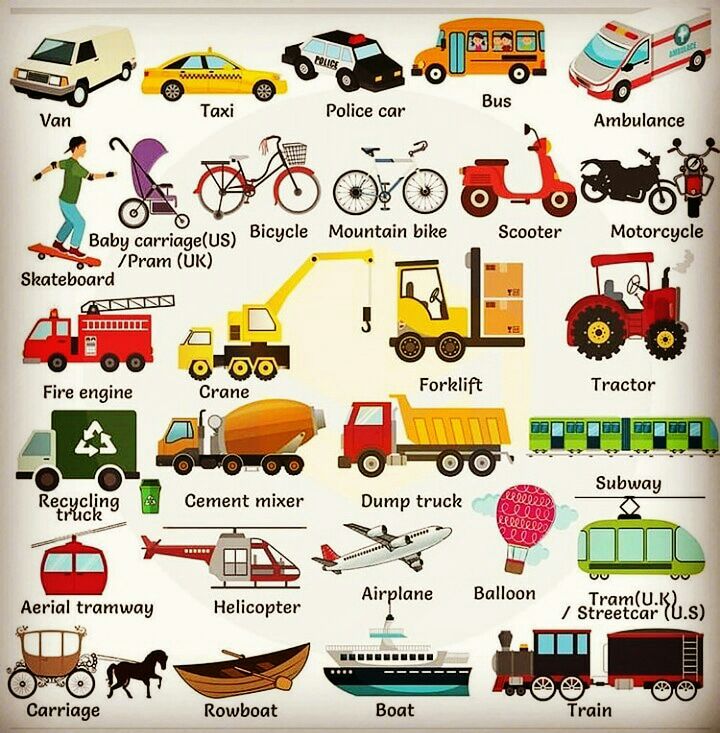 Van
Taxi
POLICE
Police car
Bus
AMBULANCE
Ambulance
Skateboard
Baby carriage(US)
/Pram (UK)
Bicycle
Mountain bike
Scooter
Motorcycle
Fire engine
Crane
Forklift
Tractor
Recycling
truck
Cement mixer
Dump truck
Subway
Aerial tramway
Helicopter
Airplane
Balloon
Tram(U.K)
/ Streetcar (U.S)
Carriage
Rowboat
Boat
Train